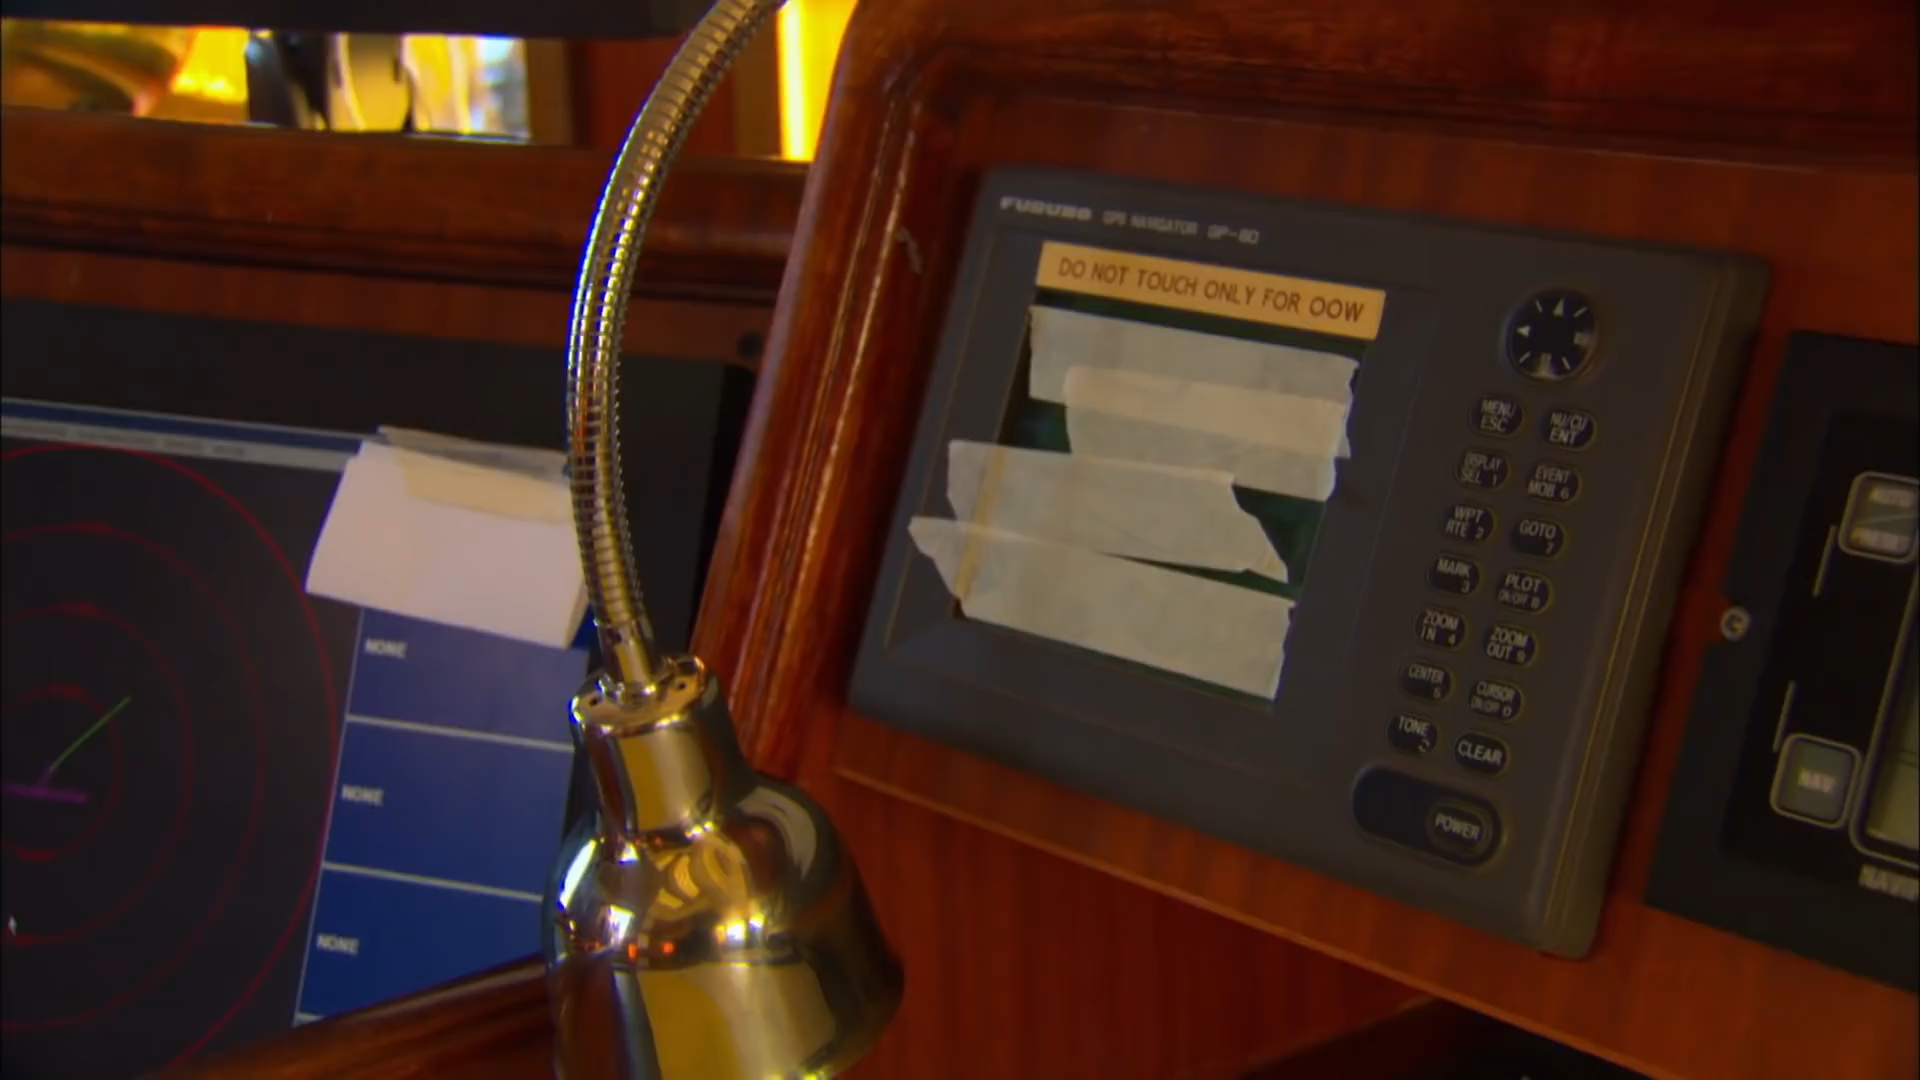 FURUNO GPS NAVIGATOR GP-80
DO NOT TOUCH ONLY FOR OOW
MENU
ESC
NU/CU
ENT
DISPLAY
SEL 1
EVENT
MOB 6
WPT
RTE 2
GOTO
7
MARK
3
PLOT
ON/OFF 8
ZOOM
IN 4
ZOOM
OUT 9
CENTER
5
CURSOR
ON/OFF 0
TONE
CLEAR
POWER
NONE
NONE
NONE
AUTO
NAV